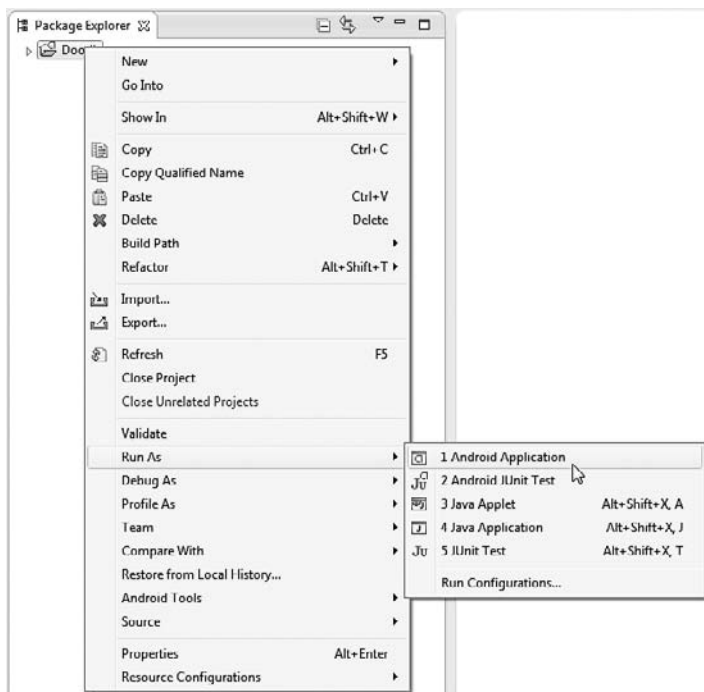 Package Explorer
New
Go Into
Show In Alt+Shift+W
Copy Ctrl+C
Copy Qualified Name
Paste Ctrl+V
Delete Delete
Build Path
Refactor Alt+Shift+T
Import...
Export...
Refresh F5
Close Project
Close Unrelated Projects
Validate
Run As
1 Android Application
Debug As
2 Android JUnit Test
Profile As
3 Java Applet Alt+Shift+X, A
Team
4 Java Application Alt+Shift+X, J
Compare With
5 JUnit Test Alt+Shift+X, T
Restore from Local History...
Run Configurations...
Android Tools
Source
Properties Alt+Enter
Resource Configurations